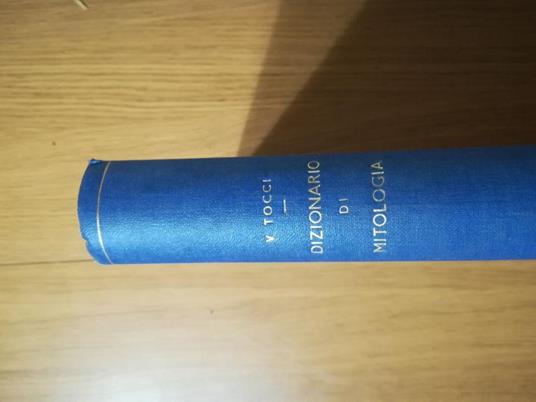 V. TOCCI
DIZIONARIO
DI
MITOLOGIA